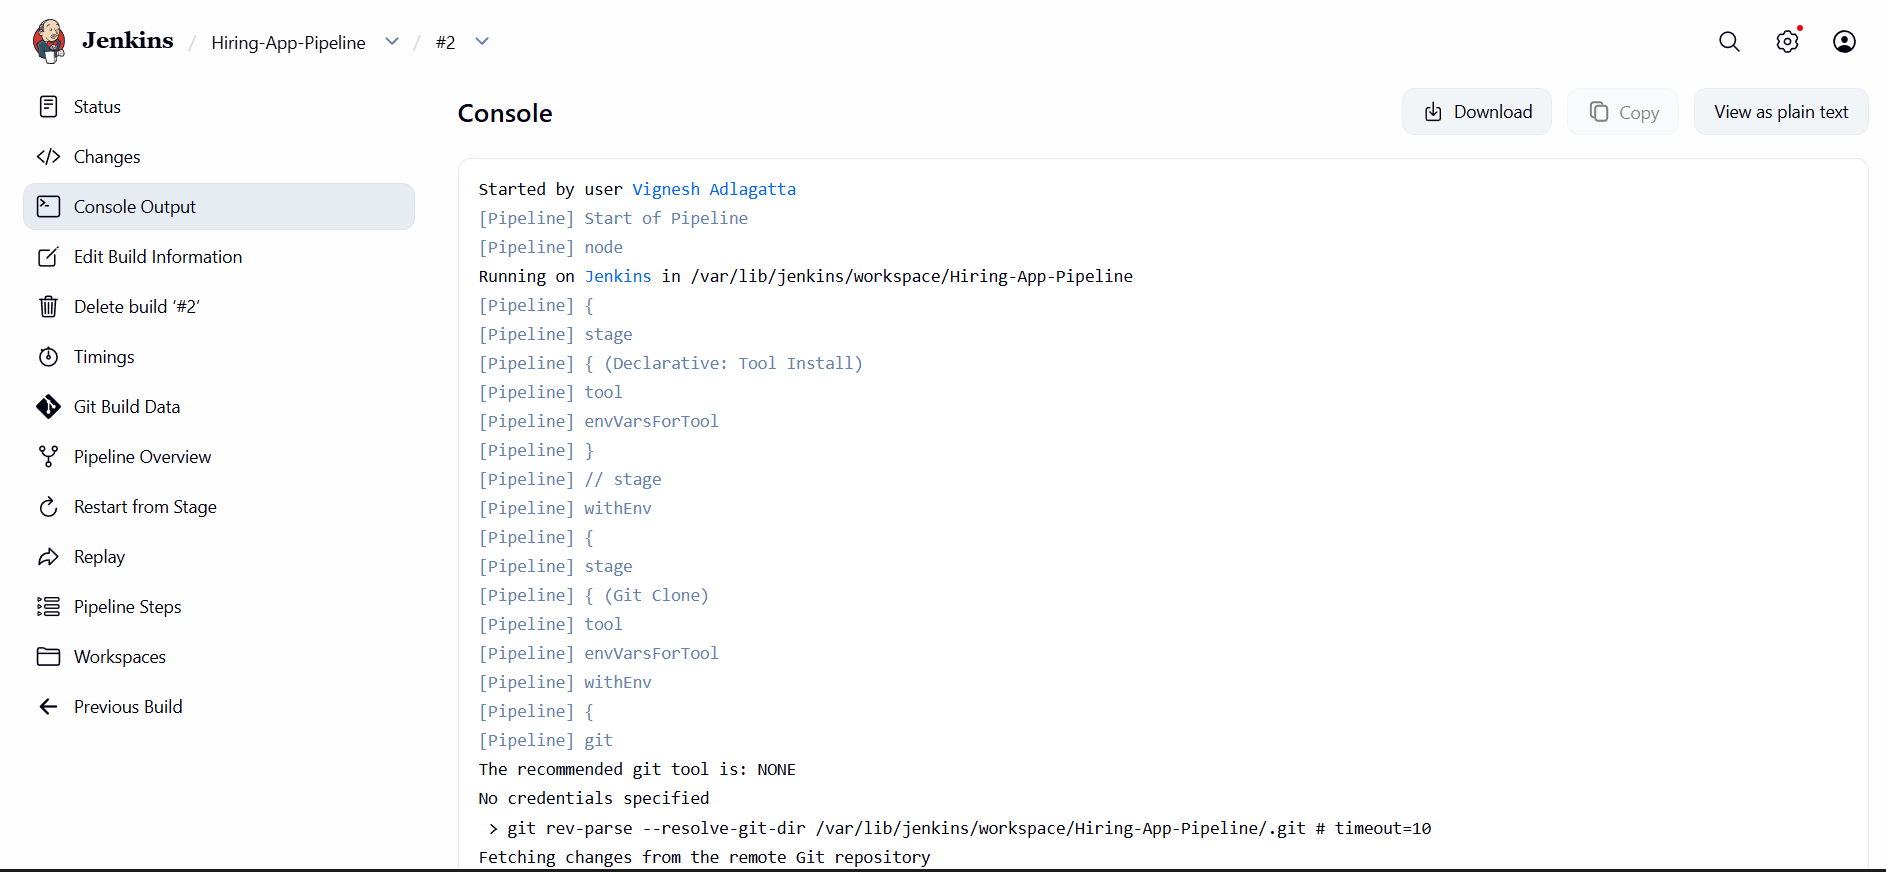 Jenkins / Hiring-App-Pipeline / #2
Status
Changes
Console Output
Edit Build Information
Delete build ‘#2’
Timings
Git Build Data
Pipeline Overview
Restart from Stage
Replay
Pipeline Steps
Workspaces
Previous Build
Console
Download
Copy
View as plain text
Started by user Vignesh Adlagatta
[Pipeline] Start of Pipeline
[Pipeline] node
Running on Jenkins in /var/lib/jenkins/workspace/Hiring-App-Pipeline
[Pipeline] {
[Pipeline] stage
[Pipeline] { (Declarative: Tool Install)
[Pipeline] tool
[Pipeline] envVarsForTool
[Pipeline] }
[Pipeline] // stage
[Pipeline] withEnv
[Pipeline] {
[Pipeline] stage
[Pipeline] { (Git Clone)
[Pipeline] tool
[Pipeline] envVarsForTool
[Pipeline] withEnv
[Pipeline] {
[Pipeline] git
The recommended git tool is: NONE
No credentials specified
 > git rev-parse --resolve-git-dir /var/lib/jenkins/workspace/Hiring-App-Pipeline/.git # timeout=10
Fetching changes from the remote Git repository